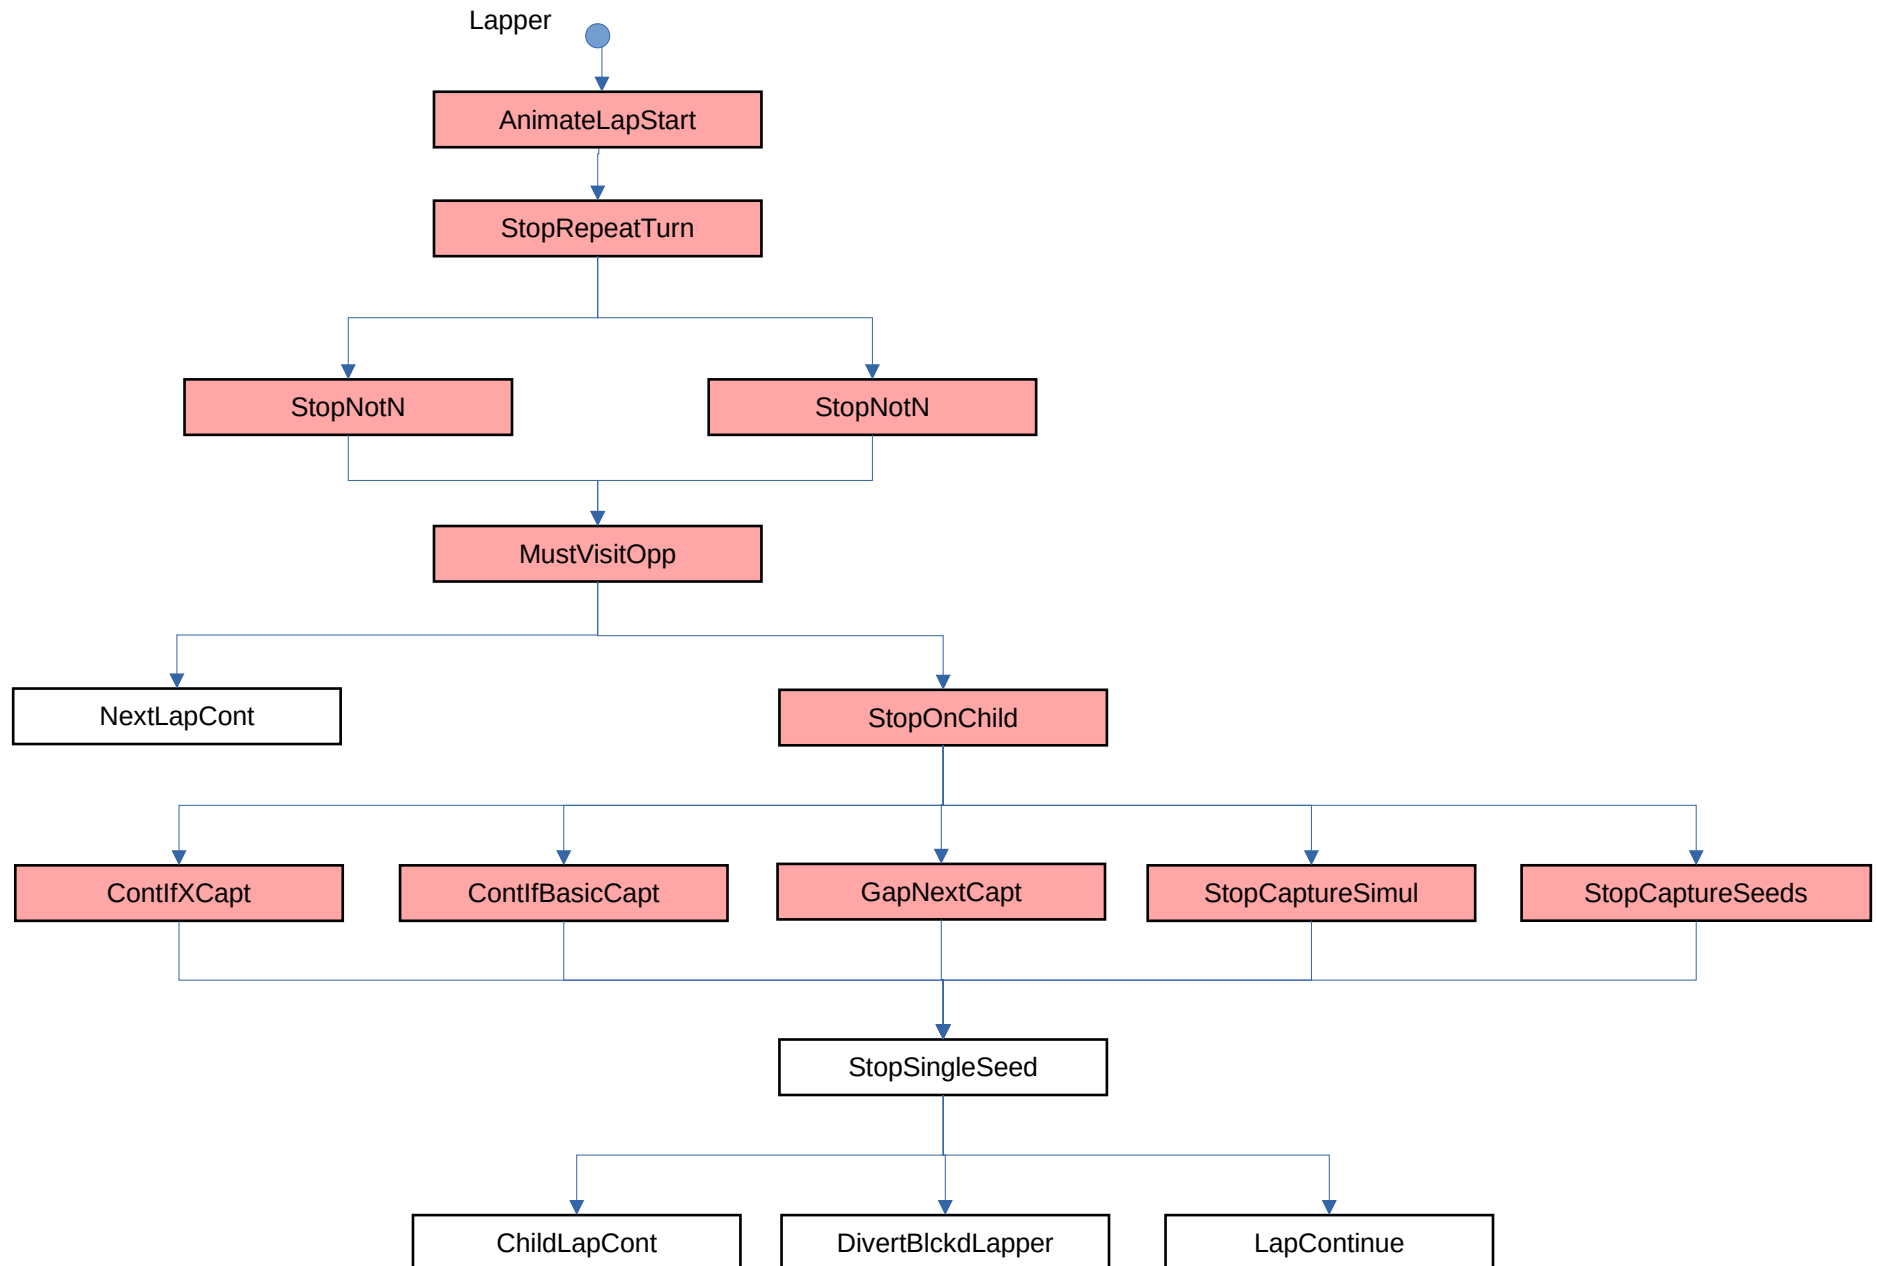 Lapper
AnimateLapStart
StopRepeatTurn
StopNotN
StopNotN
MustVisitOpp
NextLapCont
StopOnChild
ContIfXCapt
ContIfBasicCapt
GapNextCapt
StopCaptureSimul
StopCaptureSeeds
StopSingleSeed
ChildLapCont
DivertBlckdLapper
LapContinue